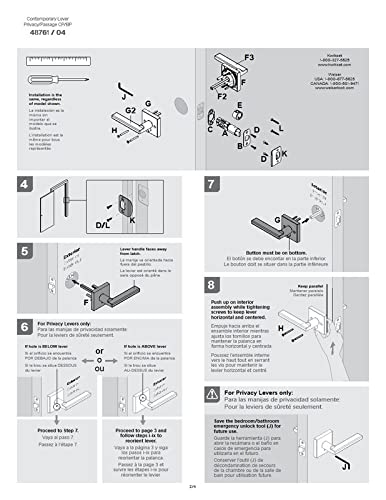 Contemporary Lever
Privacy/Passage CP/BP
48761 / 04
Installation is the
same, regardless
of model shown.
La instalación es la
misma sin
importar el
modelo que se
ilustra.
L'installation est la
même pour tous
les modèles
représentés
J
G
G2
H
F3
F
F2
E
C
A
B
D
K
H
J
Kwikset
1-800-327-5625
www.kwikset.com
Weiser
USA: 1-800-677-5625
CANADA: 1-800-501-9471
www.weiserlock.com
4
D/L
K
5
Exterior
F
Lever handle faces away
from latch.
La manija se orientada hacia
fuera del pestillo.
Le levier est orienté dans le
sens opposé du pêne.
6
For Privacy Levers only:
Para las manijas de privacidad solamente:
Pour le leviers de sûreté seulement:
If hole is BELOW lever
Si el orificio se encuentra
POR DEBAJO de la palanca
Si le trou se situe DESSOUS
du levier
or
o
ou
If hole is ABOVE lever
Si el orificio se encuentra
POR ENCIMA de la palanca
Si le trou se situe
AU-DESSUS du levier
Proceed to Step 7.
Vaya al paso 7.
Passez à l'étape 7
Proceed to page 3 and
follow steps i-ix to
reorient lever.
Vaya a la página 3 y siga
los pasos i-ix para
reorientar la palanca.
Passez à la page 3 et
suivre les étapes i-ix pour
réorienter le levier
7
Interior
G
Button must be on bottom.
El botón se debe encontrar en la parte inferior.
Le bouton doit se situer dans la partie inférieure
8
Push up on interior
assembly while tightening
screws to keep lever
horizontal and centered.
Empuje hacia arriba el
ensamble interior mientras
ajusta los tornillos para
mantener la palanca en
forma horizontal y centrada
Poussez l'ensemble intérieur
vers le haut tout en serrant
les vis pour maintenir le
levier horizontal et centré.
Keep parallel
Mantener paralelo
Gardez parallèle
H
For Privacy Levers only:
Para las manijas de privacidad solamente:
Pour le leviers de sûreté seulement:
Save the bedroom/bathroom
emergency unlock tool (J) for
future use.
Guarde la herramienta (J) para
abrir la recámara o el baño en
casos de emergencia para
utilizarla en el futuro.
Conserver l'outil (J) de
décondamnation de secours
de la chambre ou de la salle de
bain pour utilisation future.
J
2/4